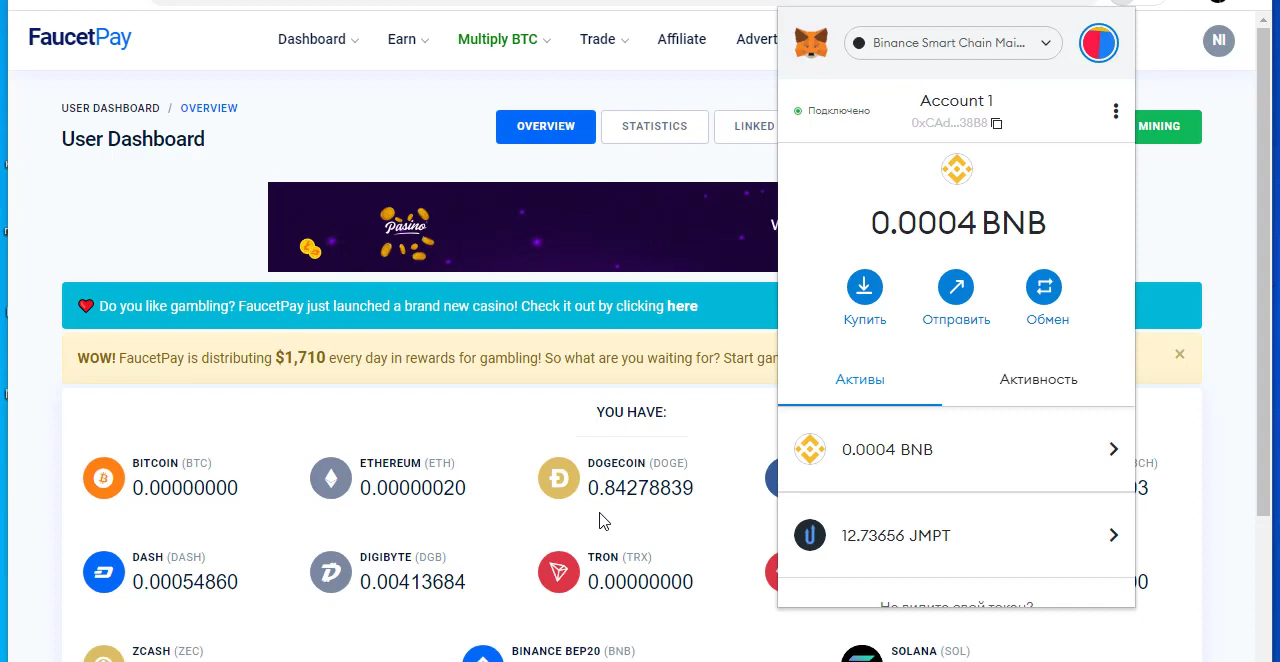 FaucetPay
Dashboard
Earn
Multiply BTC
Trade
Affiliate
Advert
NI
USER DASHBOARD / OVERVIEW
User Dashboard
OVERVIEW
STATISTICS
LINKED
MINING
Pasino
Do you like gambling? FaucetPay just launched a brand new casino! Check it out by clicking here
WOW! FaucetPay is distributing $1,710 every day in rewards for gambling! So what are you waiting for? Start
×
YOU HAVE:
BITCOIN (BTC)
0.00000000
ETHEREUM (ETH)
0.00000020
DOGECOIN (DOGE)
0.84278839
DASH (DASH)
0.00054860
DIGIBYTE (DGB)
0.00413684
TRON (TRX)
0.00000000
ZCASH (ZEC)
BINANCE BEP20 (BNB)
SOLANA (SOL)
Binance Smart Chain Mai...
Подключено
Account 1
0xCAd...38B8
0.0004 BNB
Купить
Отправить
Обмен
Активы
Активность
0.0004 BNB
12.73656 JMPT
Не видите свой токен?